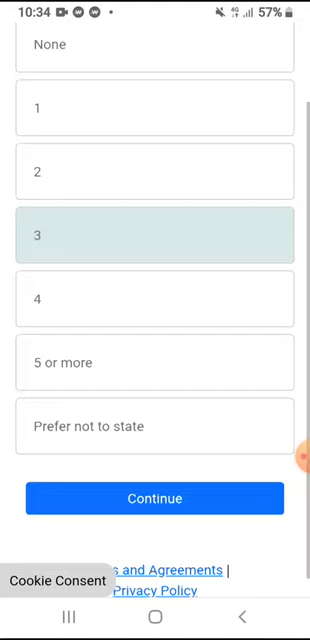 10:34
4G
57%
None
1
2
3
4
5 or more
Prefer not to state
Continue
and Agreements |
Cookie Consent
Privacy Policy